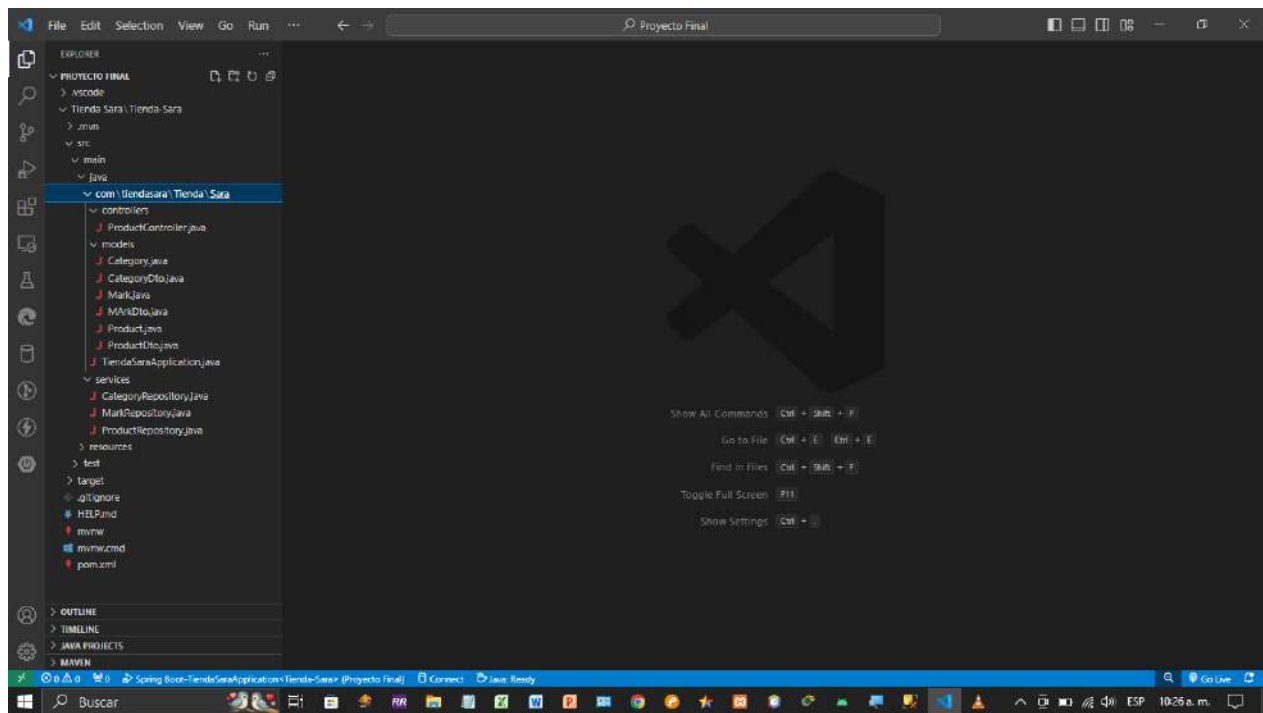 File Edit Selection View Go Run ··· Proyecto Final
EXPLORER ···
PROYECTO FINAL
.vscode
Tienda Sara \ Tienda-Sara
.mvn
src
main
java
com \ tiendasara \ Tienda \ Sara
controllers
J ProductController.java
models
J Category.java
J CategoryDto.java
J Mark.java
J MArkDto.java
J Product.java
J ProductDto.java
J TiendaSaraApplication.java
services
J CategoryRepository.java
J MarkRepository.java
J ProductRepository.java
resources
test
target
.gitignore
HELP.md
mvnw
mvnw.cmd
pom.xml
OUTLINE
TIMELINE
JAVA PROJECTS
MAVEN
Show All Commands Ctrl + Shift + P
Go to File Ctrl + E Ctrl + E
Find in Files Ctrl + Shift + F
Toggle Full Screen F11
Show Settings Ctrl + ,
0 0 0 Spring Boot-TiendaSaraApplication<Tienda-Sara> (Proyecto Final) Connect Java: Ready Go Live
Buscar RR ESP 10:26 a. m.